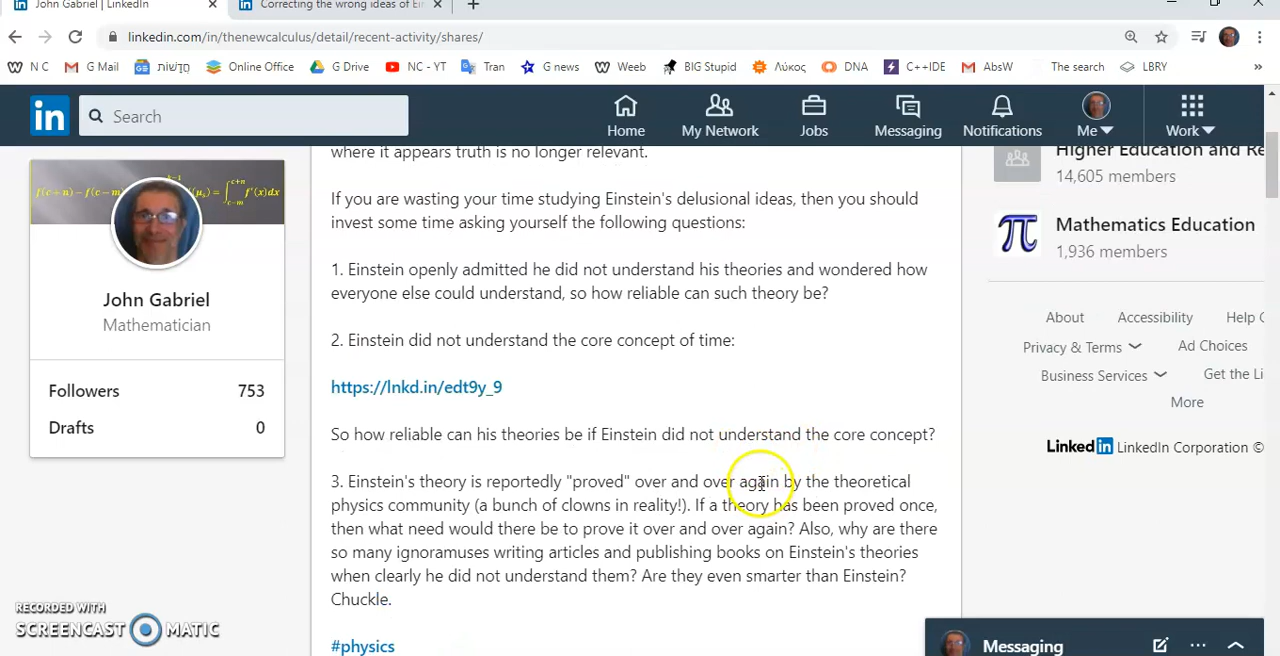 John Gabriel | LinkedIn
Correcting the wrong ideas of Ei
linkedin.com/in/thenewcalculus/detail/recent-activity/shares/
N C
G Mail
חֲדָשׁוֹת
Online Office
G Drive
NC - YT
Tran
G news
Weeb
BIG Stupid
Λύκος
DNA
C++IDE
AbsW
The search
LBRY
»
in
Search
Home
My Network
Jobs
Messaging
Notifications
Me
Work
John Gabriel
Mathematician
Followers 753
Drafts 0
where it appears truth is no longer relevant.
If you are wasting your time studying Einstein's delusional ideas, then you should
invest some time asking yourself the following questions:
1. Einstein openly admitted he did not understand his theories and wondered how
everyone else could understand, so how reliable can such theory be?
2. Einstein did not understand the core concept of time:
https://lnkd.in/edt9y_9
So how reliable can his theories be if Einstein did not understand the core concept?
3. Einstein's theory is reportedly "proved" over and over again by the theoretical
physics community (a bunch of clowns in reality!). If a theory has been proved once,
then what need would there be to prove it over and over again? Also, why are there
so many ignoramuses writing articles and publishing books on Einstein's theories
when clearly he did not understand them? Are they even smarter than Einstein?
Chuckle.
#physics
Higher Education and Re
14,605 members
Mathematics Education
1,936 members
About Accessibility Help C
Privacy & Terms Ad Choices
Business Services Get the Li
More
Linked in LinkedIn Corporation ©
RECORDED WITH
SCREENCAST MATIC
Messaging